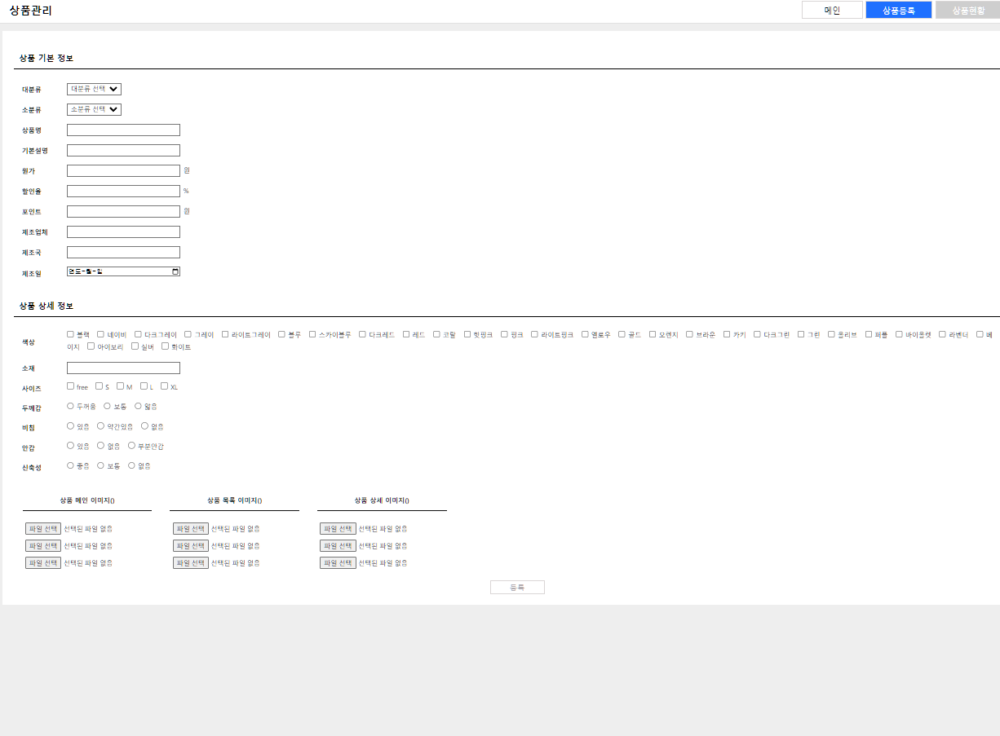 상품관리
메인 상품등록 상품현황
상품 기본 정보
대분류 대분류 선택
소분류 소분류 선택
상품명
기본설명
원가 원
할인율 %
포인트 원
제조업체
제조국
제조일 연도-월-일
상품 상세 정보
색상 블랙 네이비 다크그레이 그레이 라이트그레이 블루 스카이블루 다크레드 레드 코랄 핫핑크 핑크 라이트핑크 옐로우 골드 오렌지 브라운 카키 다크그린 그린 올리브 퍼플 바이올렛 라벤더 베
이지 아이보리 실버 화이트
소재
사이즈 free S M L XL
두께감 두꺼움 보통 얇음
비침 있음 약간있음 없음
안감 있음 없음 부분안감
신축성 좋음 보통 없음
상품 메인 이미지() 상품 목록 이미지() 상품 상세 이미지()
파일 선택 선택된 파일 없음 파일 선택 선택된 파일 없음 파일 선택 선택된 파일 없음
파일 선택 선택된 파일 없음 파일 선택 선택된 파일 없음 파일 선택 선택된 파일 없음
파일 선택 선택된 파일 없음 파일 선택 선택된 파일 없음 파일 선택 선택된 파일 없음
등록